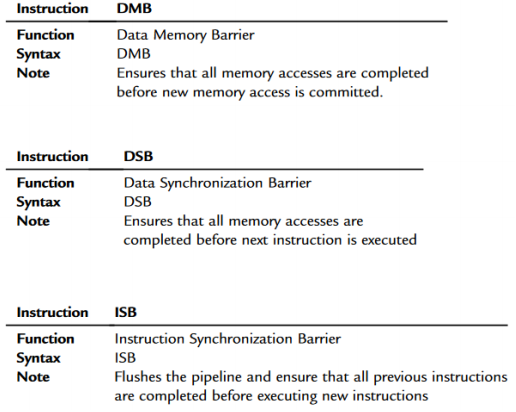 Instruction DMB
Function Data Memory Barrier
Syntax DMB
Note Ensures that all memory accesses are completed
before new memory access is committed.
Instruction DSB
Function Data Synchronization Barrier
Syntax DSB
Note Ensures that all memory accesses are
completed before next instruction is executed
Instruction ISB
Function Instruction Synchronization Barrier
Syntax ISB
Note Flushes the pipeline and ensure that all previous instructions
are completed before executing new instructions